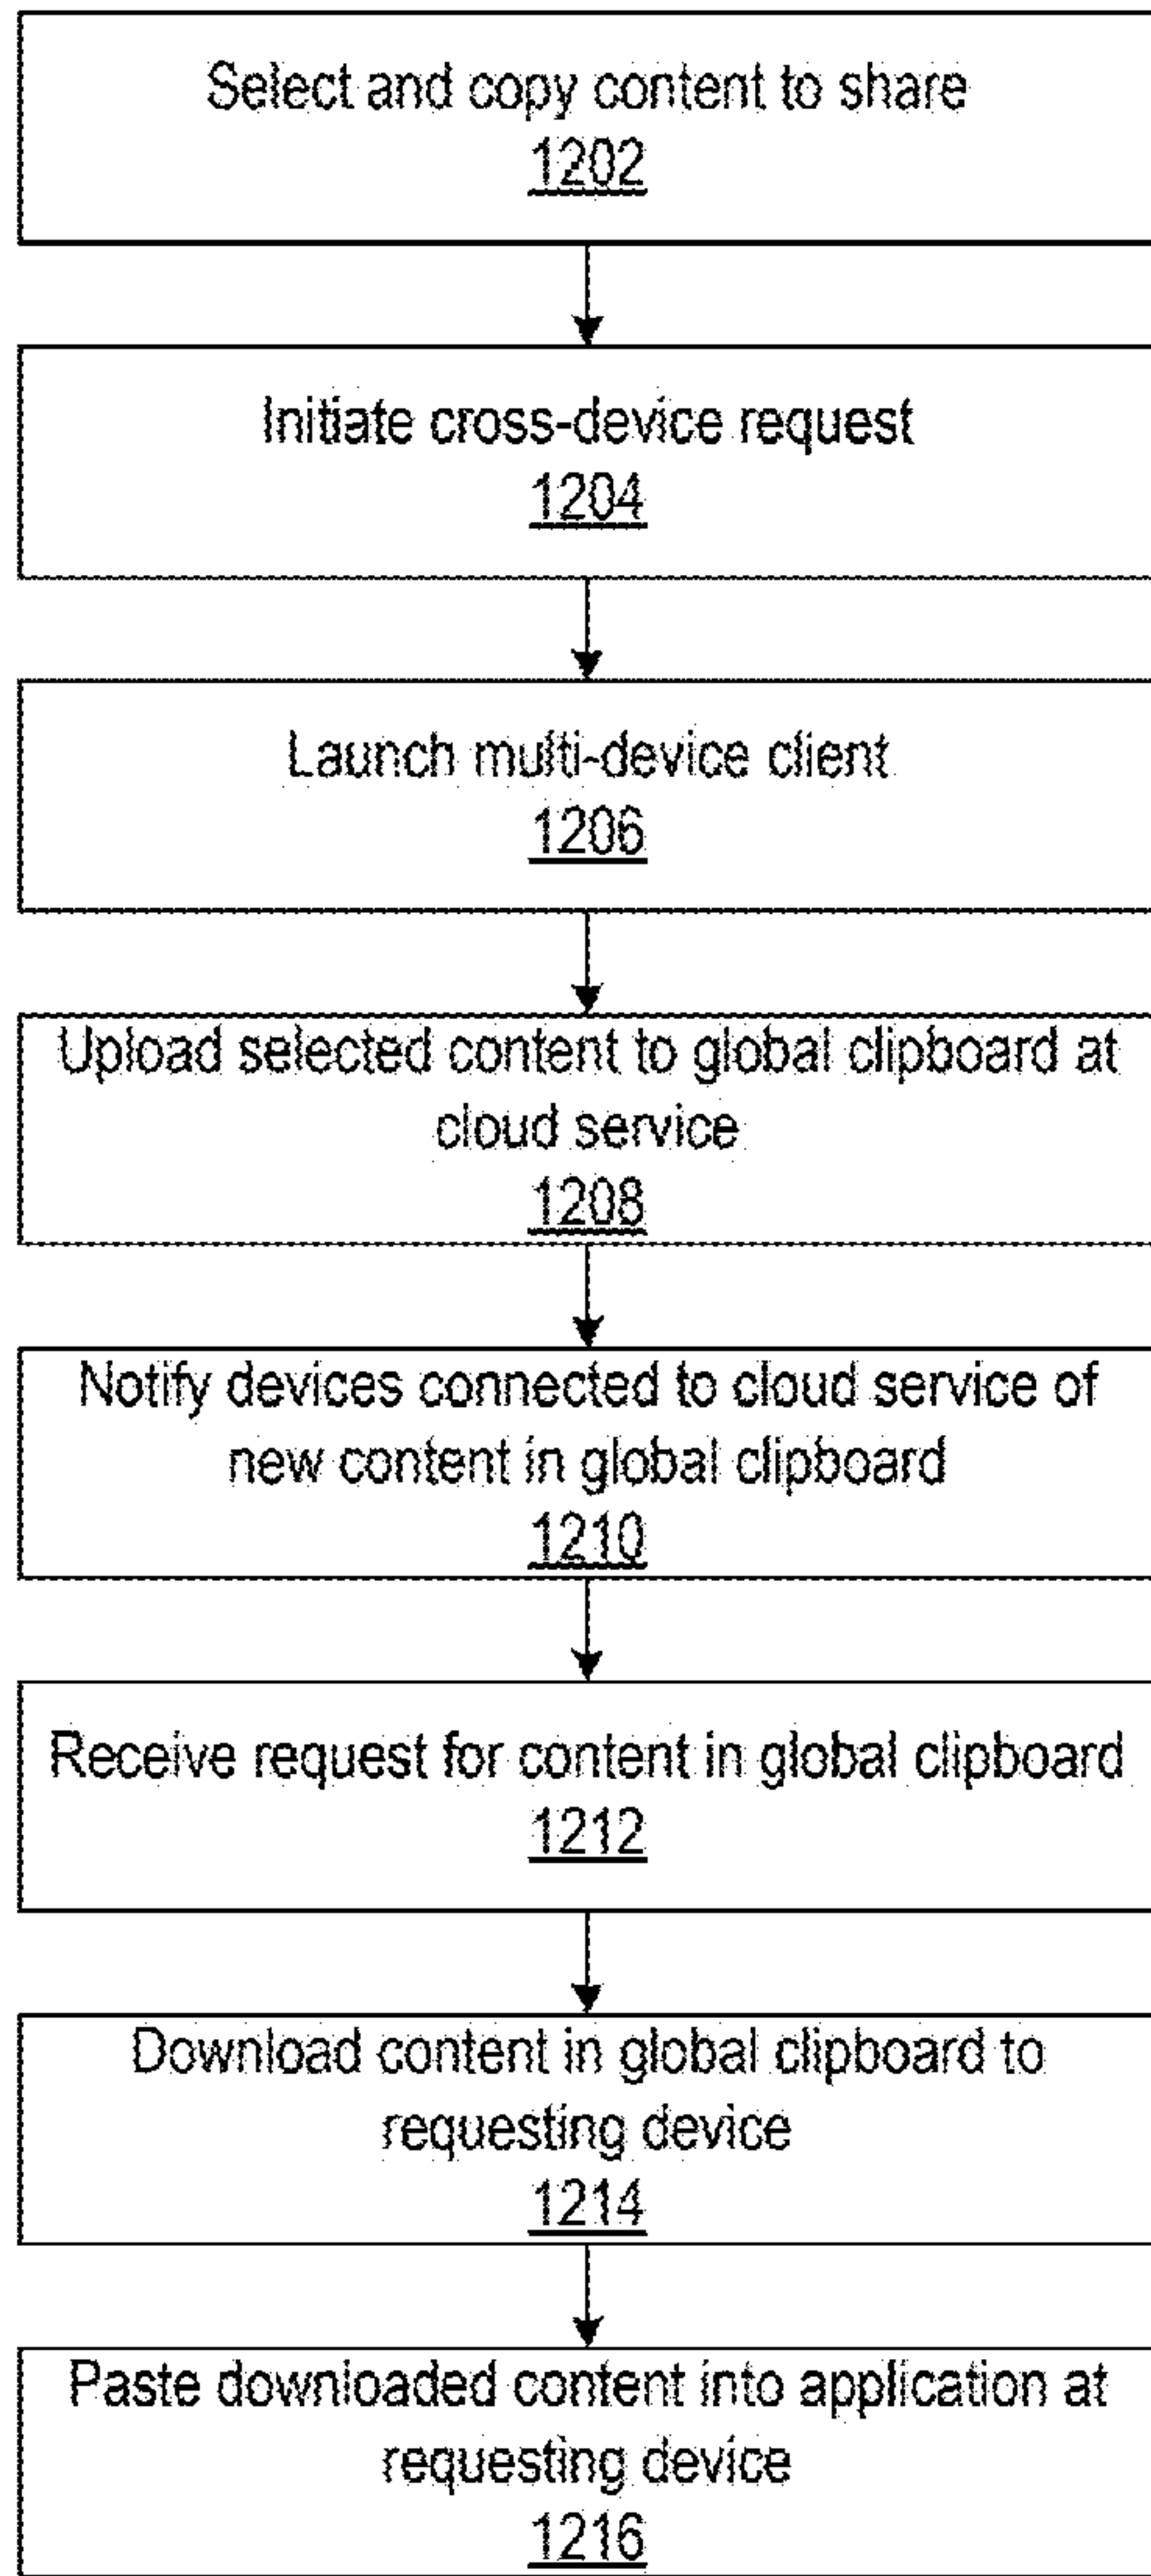 Select and copy content to share
1202
Initiate cross-device request
1204
Launch multi-device client
1206
Upload selected content to global clipboard at
cloud service
1208
Notify devices connected to cloud service of
new content in global clipboard
1210
Receive request for content in global clipboard
1212
Download content in global clipboard to
requesting device
1214
Paste downloaded content into application at
requesting device
1216